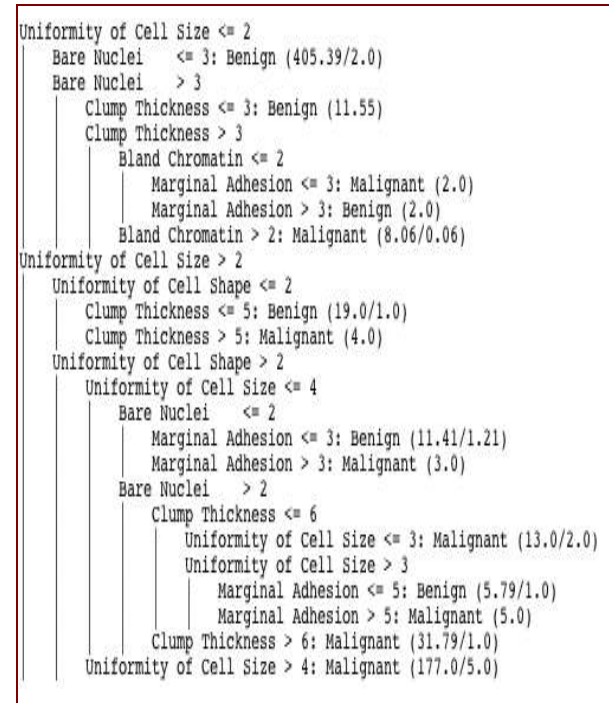 Uniformity of Cell Size <= 2
| Bare Nuclei <= 3: Benign (405.39/2.0)
| Bare Nuclei > 3
| | Clump Thickness <= 3: Benign (11.55)
| | Clump Thickness > 3
| | | Bland Chromatin <= 2
| | | | Marginal Adhesion <= 3: Malignant (2.0)
| | | | Marginal Adhesion > 3: Benign (2.0)
| | | Bland Chromatin > 2: Malignant (8.06/0.06)
Uniformity of Cell Size > 2
| Uniformity of Cell Shape <= 2
| | Clump Thickness <= 5: Benign (19.0/1.0)
| | Clump Thickness > 5: Malignant (4.0)
| Uniformity of Cell Shape > 2
| | Uniformity of Cell Size <= 4
| | | Bare Nuclei <= 2
| | | | Marginal Adhesion <= 3: Benign (11.41/1.21)
| | | | Marginal Adhesion > 3: Malignant (3.0)
| | | Bare Nuclei > 2
| | | | Clump Thickness <= 6
| | | | | Uniformity of Cell Size <= 3: Malignant (13.0/2.0)
| | | | | Uniformity of Cell Size > 3
| | | | | | Marginal Adhesion <= 5: Benign (5.79/1.0)
| | | | | | Marginal Adhesion > 5: Malignant (5.0)
| | | | Clump Thickness > 6: Malignant (31.79/1.0)
| | Uniformity of Cell Size > 4: Malignant (177.0/5.0)